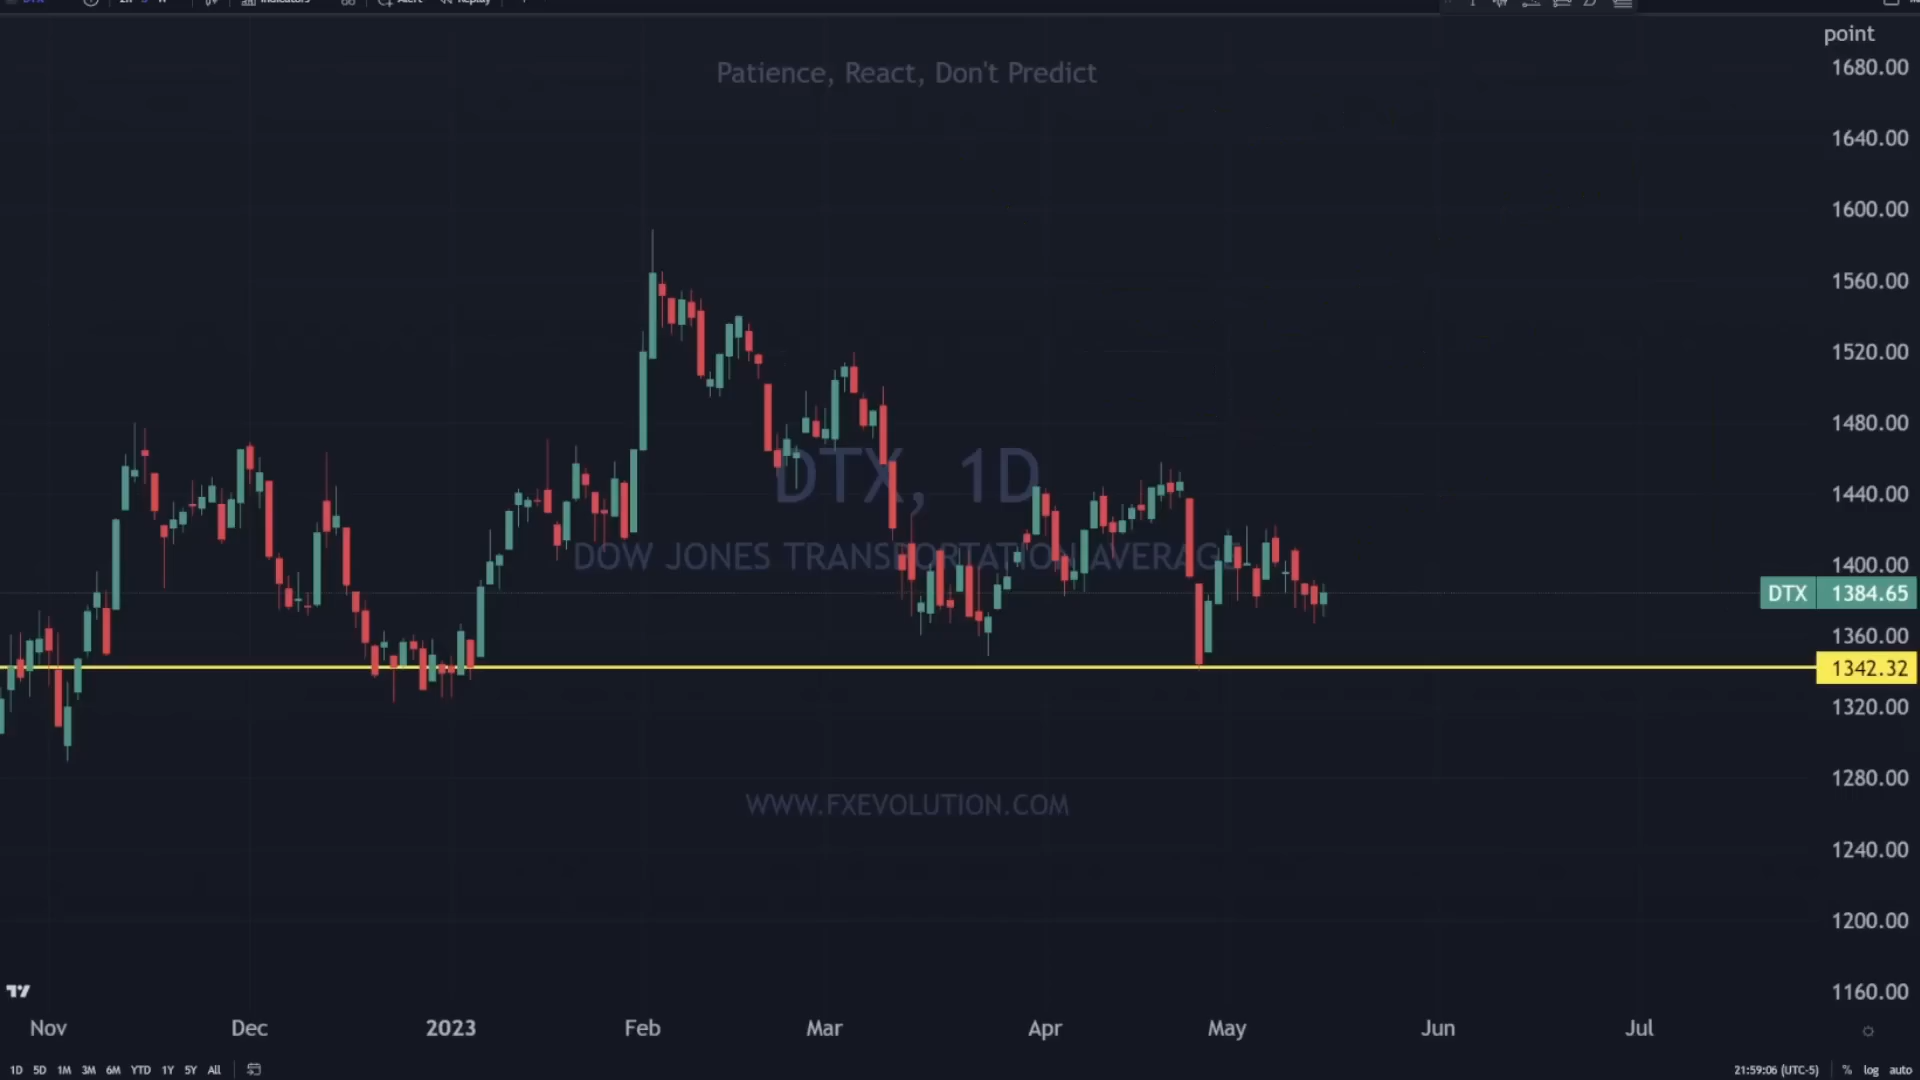 Indicators Alert Replay
point
Patience, React, Don't Predict
1680.00
1640.00
1600.00
1560.00
1520.00
1480.00
1440.00
1400.00
DTX 1384.65
1360.00
1342.32
1320.00
1280.00
1240.00
1200.00
1160.00
DTX, 1D
DOW JONES TRANSPORTATION AVERAGE
WWW.FXEVOLUTION.COM
Nov Dec 2023 Feb Mar Apr May Jun Jul
1D 5D 1M 3M 6M YTD 1Y 5Y All 21:59:06 (UTC-5) % log auto